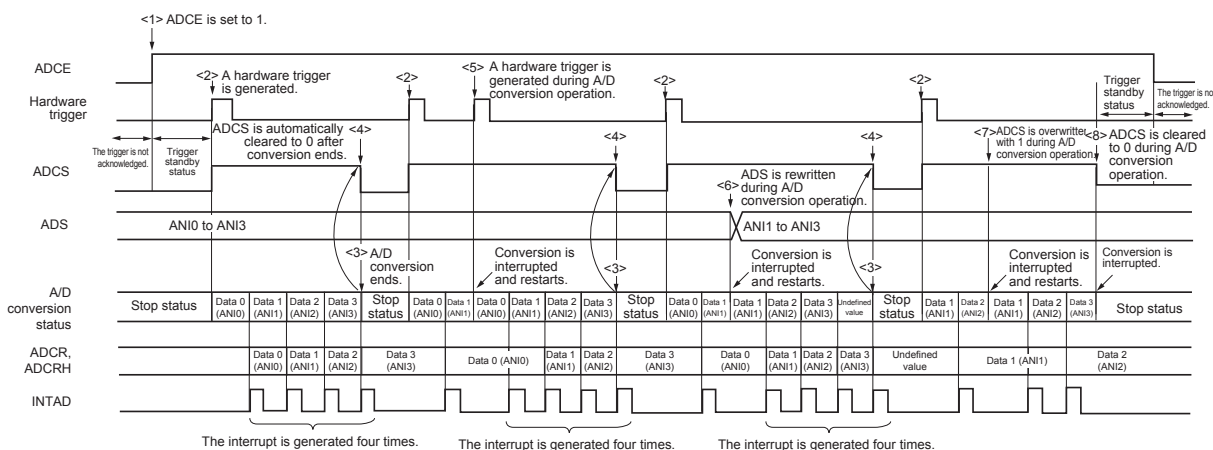 <1> ADCE is set to 1.
ADCE
<2> A hardware trigger
is generated.
<2>
<5> A hardware trigger is
generated during A/D
conversion operation.
<2>
<2>
Trigger
standby
status
The trigger is not
acknowledged.
Hardware
trigger
The trigger is not
acknowledged.
Trigger
standby
status
ADCS is automatically
cleared to 0 after
conversion ends.
<4>
<4>
<4>
<7> ADCS is overwritter
with 1 during A/D
conversion operation.
<8> ADCS is cleared
to 0 during A/D
conversion
operation.
ADCS
<6>
ADS is rewritten
during A/D
conversion operation.
ADS
ANI0 to ANI3
ANI1 to ANI3
<3> A/D
conversion
ends.
Conversion is
interrupted
and restarts.
<3>
Conversion is
interrupted
and restarts.
<3>
Conversion is
interrupted
and restarts.
Conversion is
interrupted.
A/D
conversion
status
Stop status
Data 0 Data 1 Data 2 Data 3
(ANI0) (ANI1) (ANI2) (ANI3)
Stop
status
Data 0 Data 1 Data 0 Data 1 Data 2 Data 3
(ANI0) (ANI1) (ANI0) (ANI1) (ANI2) (ANI3)
Stop
status
Data 0 Data 1 Data 1 Data 2 Data 3 Undefined
(ANI0) (ANI1) (ANI1) (ANI2) (ANI3) value
Stop
status
Data 1 Data 2 Data 1 Data 2 Data 3
(ANI1) (ANI2) (ANI1) (ANI2) (ANI3)
Stop status
ADCR,
ADCRH
Data 0 Data 1 Data 2
(ANI0) (ANI1) (ANI2)
Data 3
(ANI3)
Data 0 (ANI0)
Data 1 Data 2
(ANI1) (ANI2)
Data 3
(ANI3)
Data 0
(ANI0)
Data 1 Data 2 Data 3
(ANI1) (ANI2) (ANI3)
Undefined
value
Data 1 (ANI1)
Data 2
(ANI2)
INTAD
The interrupt is generated four times.
The interrupt is generated four times.
The interrupt is generated four times.